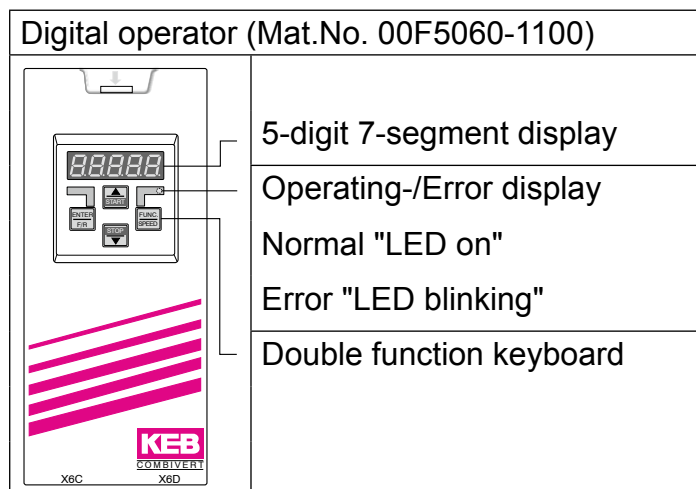 Digital operator (Mat.No. 00F5060-1100)
88888
5-digit 7-segment display
START
ENTER
F/R
FUNC.
SPEED
STOP
Operating-/Error display
Normal "LED on"
Error "LED blinking"
Double function keyboard
KEB
COMBIVERT
X6C X6D